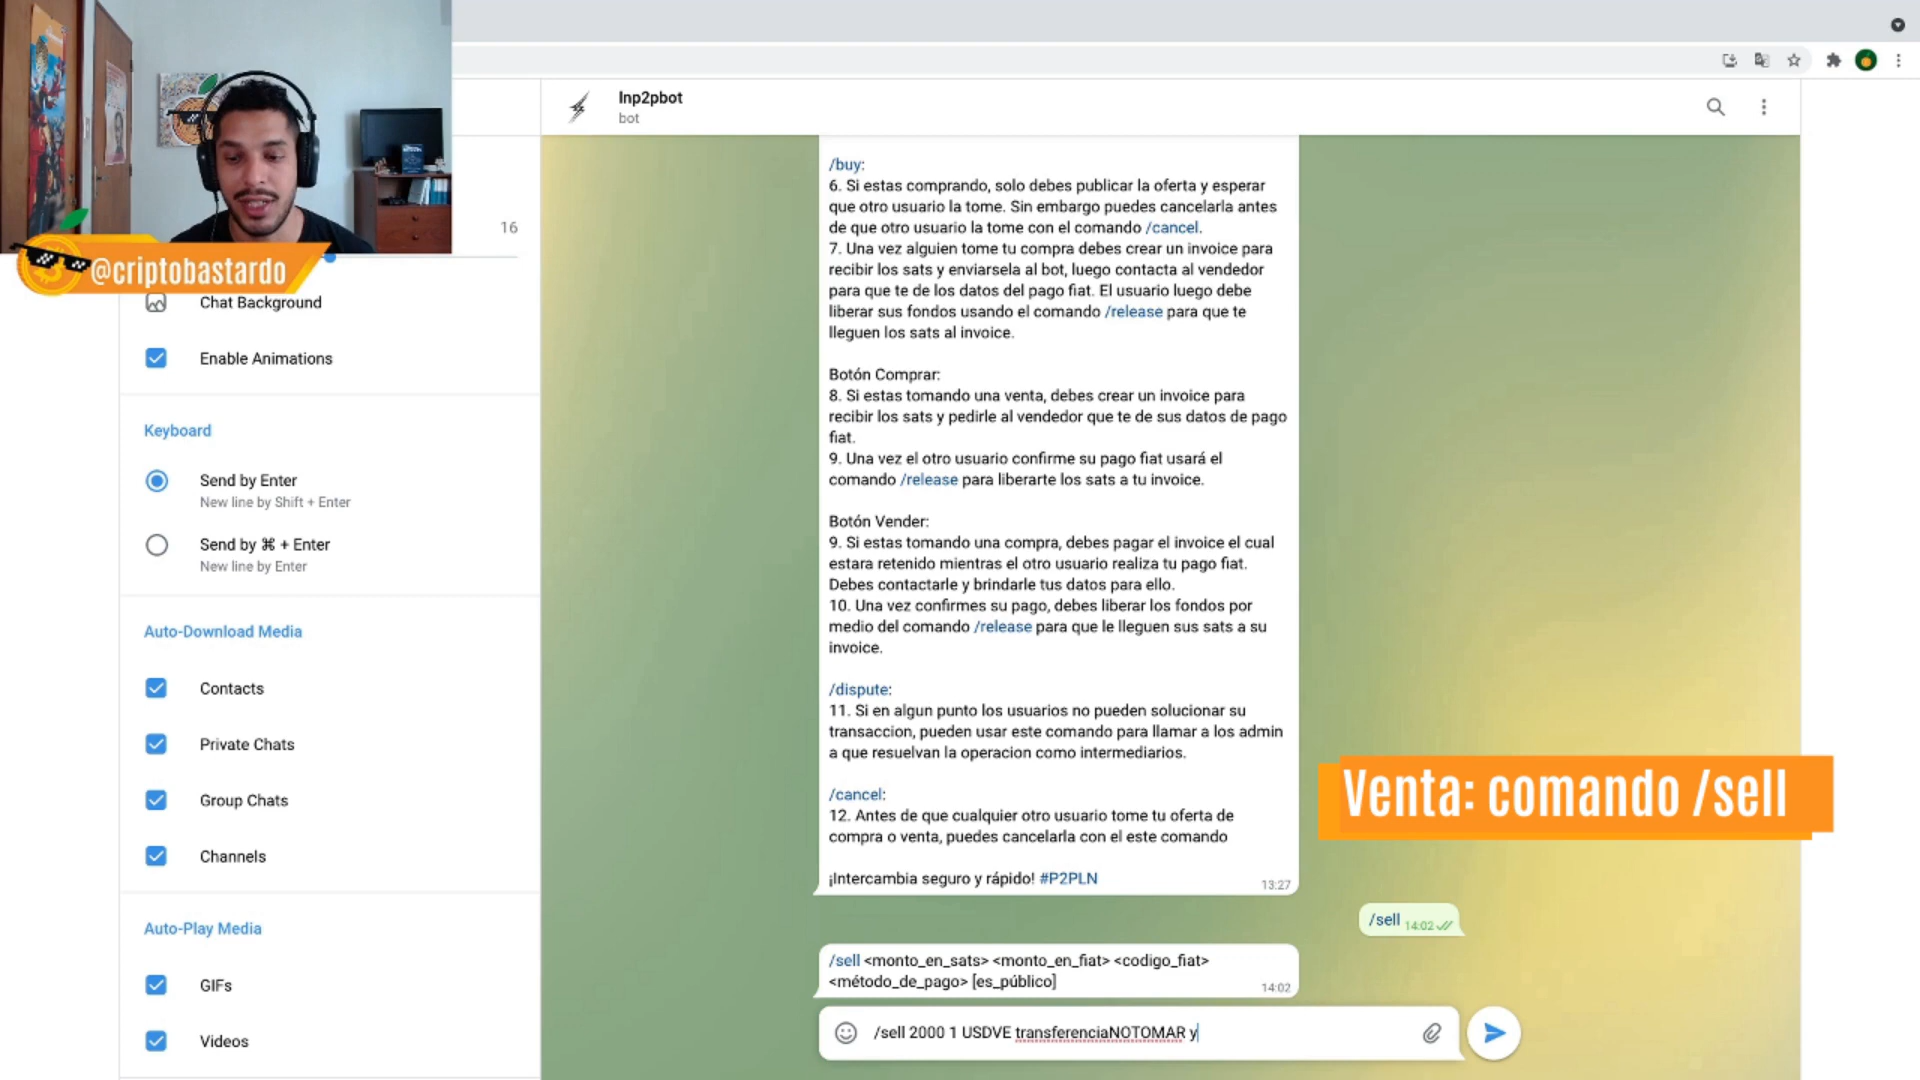 lnp2pbot
bot
16
@criptobastardo
Chat Background
Enable Animations
Keyboard
Send by Enter
New line by Shift + Enter
Send by ⌘ + Enter
New line by Enter
Auto-Download Media
Contacts
Private Chats
Group Chats
Channels
Auto-Play Media
GIFs
Videos
/buy:
6. Si estas comprando, solo debes publicar la oferta y esperar
que otro usuario la tome. Sin embargo puedes cancelarla antes
de que otro usuario la tome con el comando /cancel.
7. Una vez alguien tome tu compra debes crear un invoice para
recibir los sats y enviarsela al bot, luego contacta al vendedor
para que te de los datos del pago fiat. El usuario luego debe
liberar sus fondos usando el comando /release para que te
lleguen los sats al invoice.
Botón Comprar:
8. Si estas tomando una venta, debes crear un invoice para
recibir los sats y pedirle al vendedor que te de sus datos de pago
fiat.
9. Una vez el otro usuario confirme su pago fiat usará el
comando /release para liberarte los sats a tu invoice.
Botón Vender:
9. Si estas tomando una compra, debes pagar el invoice el cual
estara retenido mientras el otro usuario realiza tu pago fiat.
Debes contactarle y brindarle tus datos para ello.
10. Una vez confirmes su pago, debes liberar los fondos por
medio del comando /release para que le lleguen sus sats a su
invoice.
/dispute:
11. Si en algun punto los usuarios no pueden solucionar su
transaccion, pueden usar este comando para llamar a los admin
a que resuelvan la operacion como intermediarios.
/cancel:
12. Antes de que cualquier otro usuario tome tu oferta de
compra o venta, puedes cancelarla con el este comando
¡Intercambia seguro y rápido! #P2PLN
13:27
Venta: comando /sell
/sell 14:02
/sell <monto_en_sats> <monto_en_fiat> <codigo_fiat>
<método_de_pago> [es_público]
14:02
/sell 2000 1 USDVE transferenciaNOTOMAR y